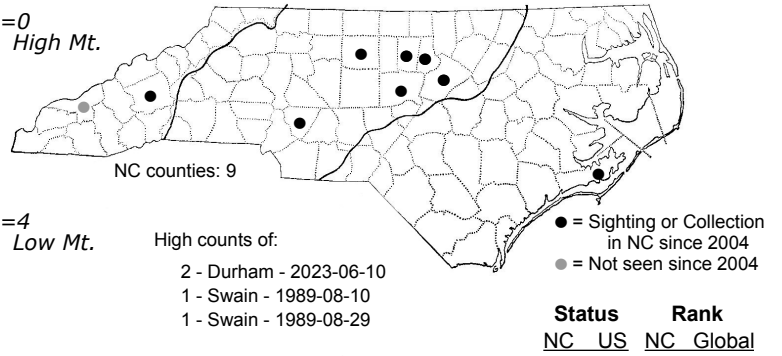 =0
High Mt.
NC counties: 9
=4
Low Mt.
High counts of:
2 - Durham - 2023-06-10
1 - Swain - 1989-08-10
1 - Swain - 1989-08-29
● = Sighting or Collection
in NC since 2004
● = Not seen since 2004
Status Rank
NC US NC Global